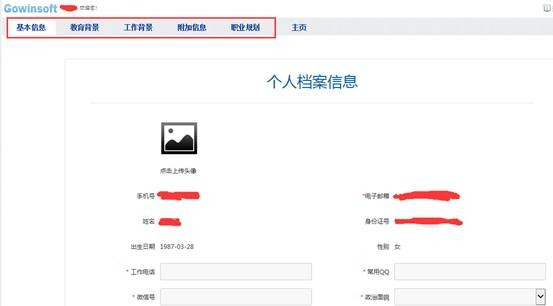 Gowinsoft 您好!
基本信息 教育背景 工作背景 附加信息 职业规划 主页
个人档案信息
点击上传头像
手机号 *电子邮箱
姓名 身份证号
出生日期 1987-03-28 性别 女
* 工作电话 * 常用QQ
* 微信号 * 政治面貌